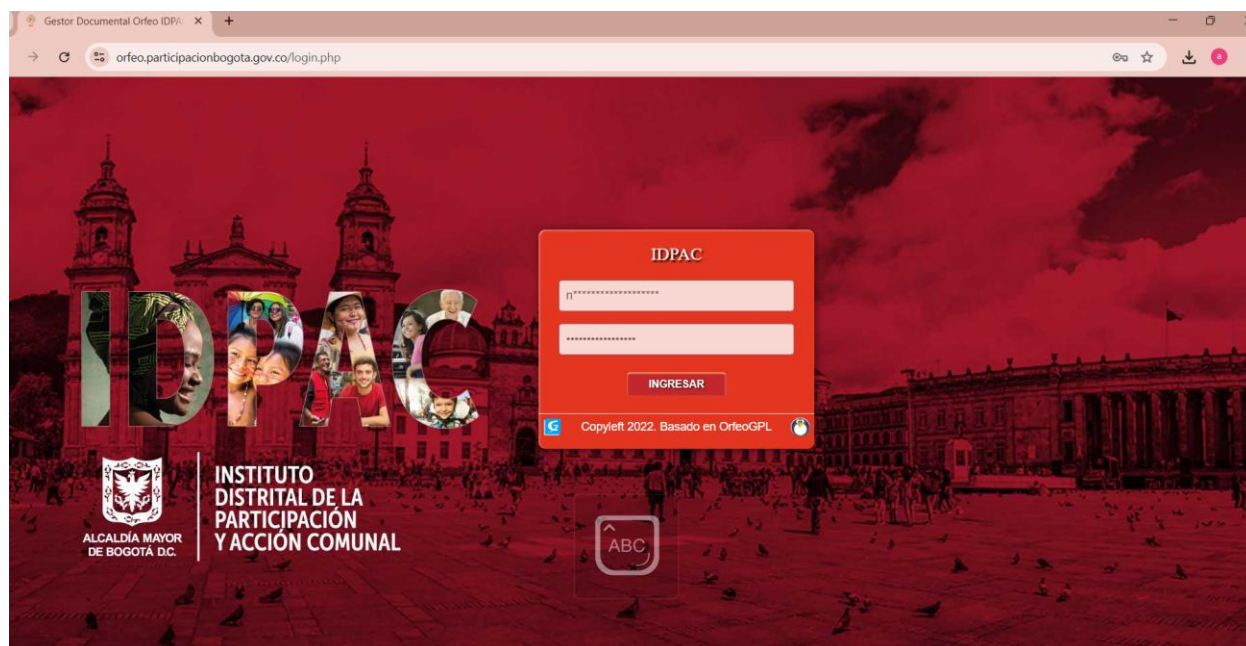 Gestor Documental Orfeo IDPA
orfeo.participacionbogota.gov.co/login.php
a
IDPAC
n*******************
INGRESAR
G
Copyleft 2022. Basado en OrfeoGPL
IDPAC
ALCALDÍA MAYOR
DE BOGOTÁ D.C.
INSTITUTO
DISTRITAL DE LA
PARTICIPACIÓN
Y ACCIÓN COMUNAL
ABC